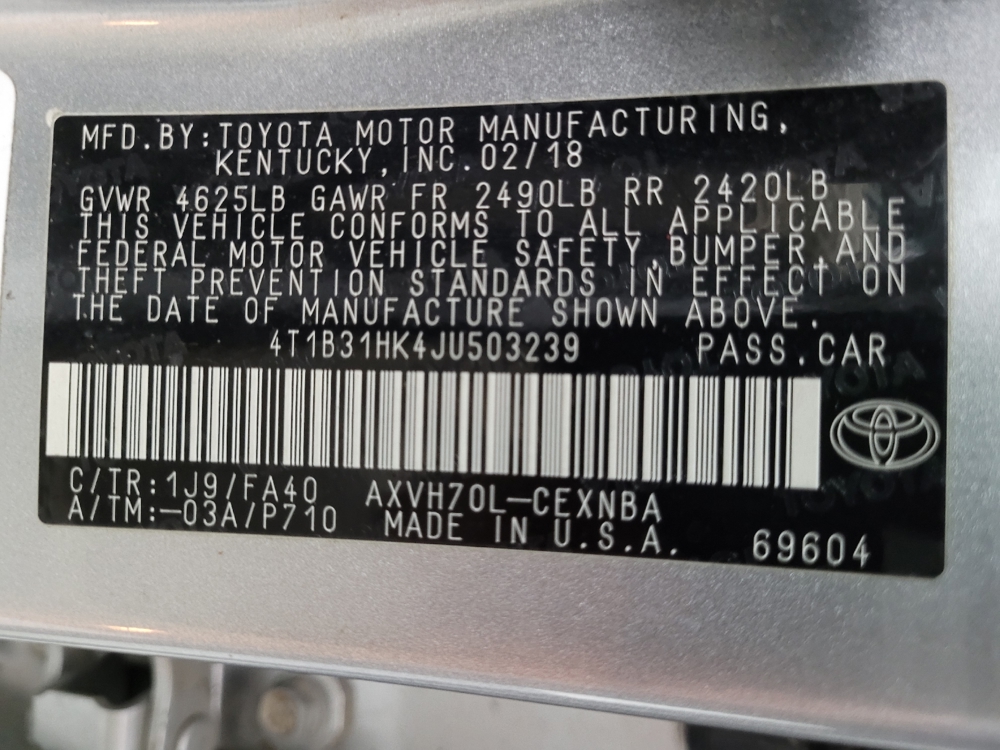 MFD.BY:TOYOTA MOTOR MANUFACTURING,
KENTUCKY,INC.02/18
GVWR 4625LB GAWR FR 2490LB RR 2420LB
THIS VEHICLE CONFORMS TO ALL APPLICABLE
FEDERAL MOTOR VEHICLE SAFETY,BUMPER,AND
THEFT PREVENTION STANDARDS IN EFFECT ON
THE DATE OF MANUFACTURE SHOWN ABOVE.
4T1B31HK4JU503239 PASS.CAR
C/TR:1J9/FA40 AXVH70L-CEXNBA
A/TM:-03A/P710 MADE IN U.S.A. 69604